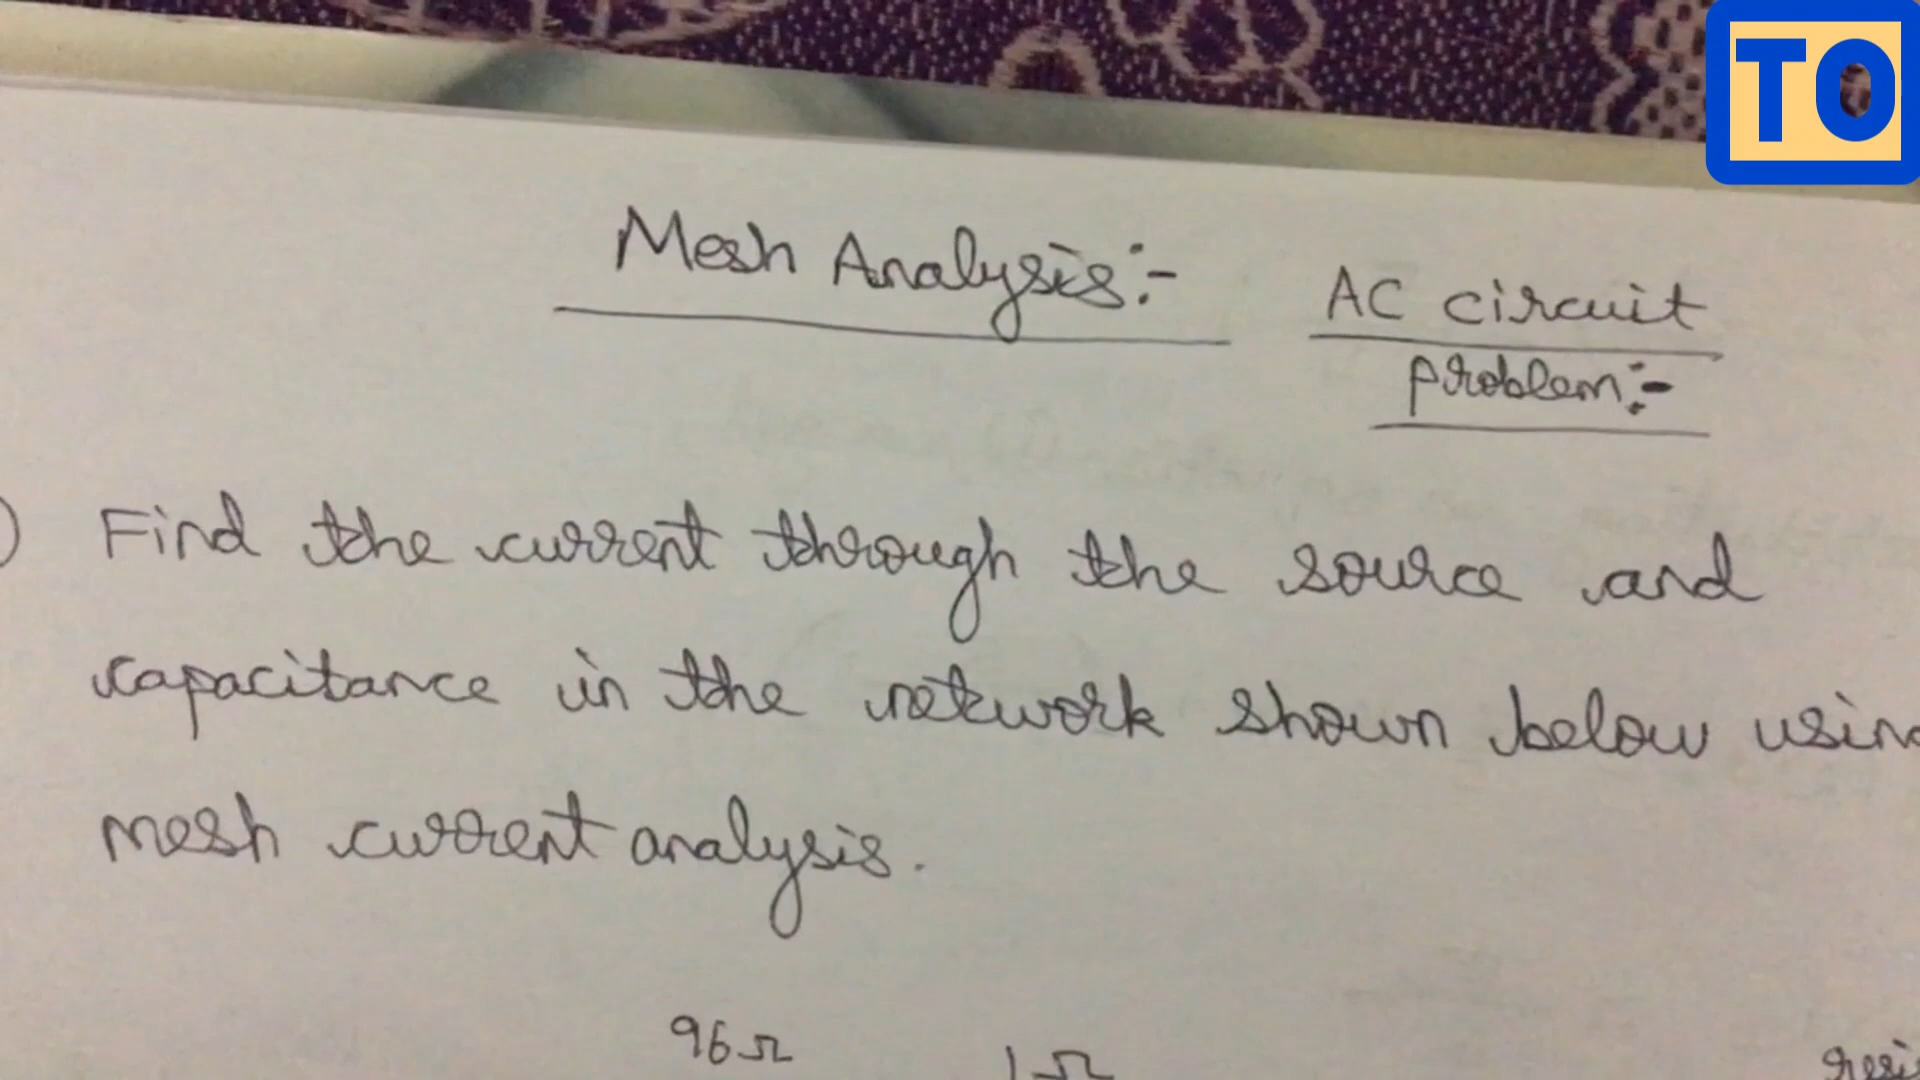 TO
Mesh Analysis:-
AC circuit
problem:-
) Find the current through the source and
capacitance in the network shown below using
mesh current analysis.
96Ω
1Ω